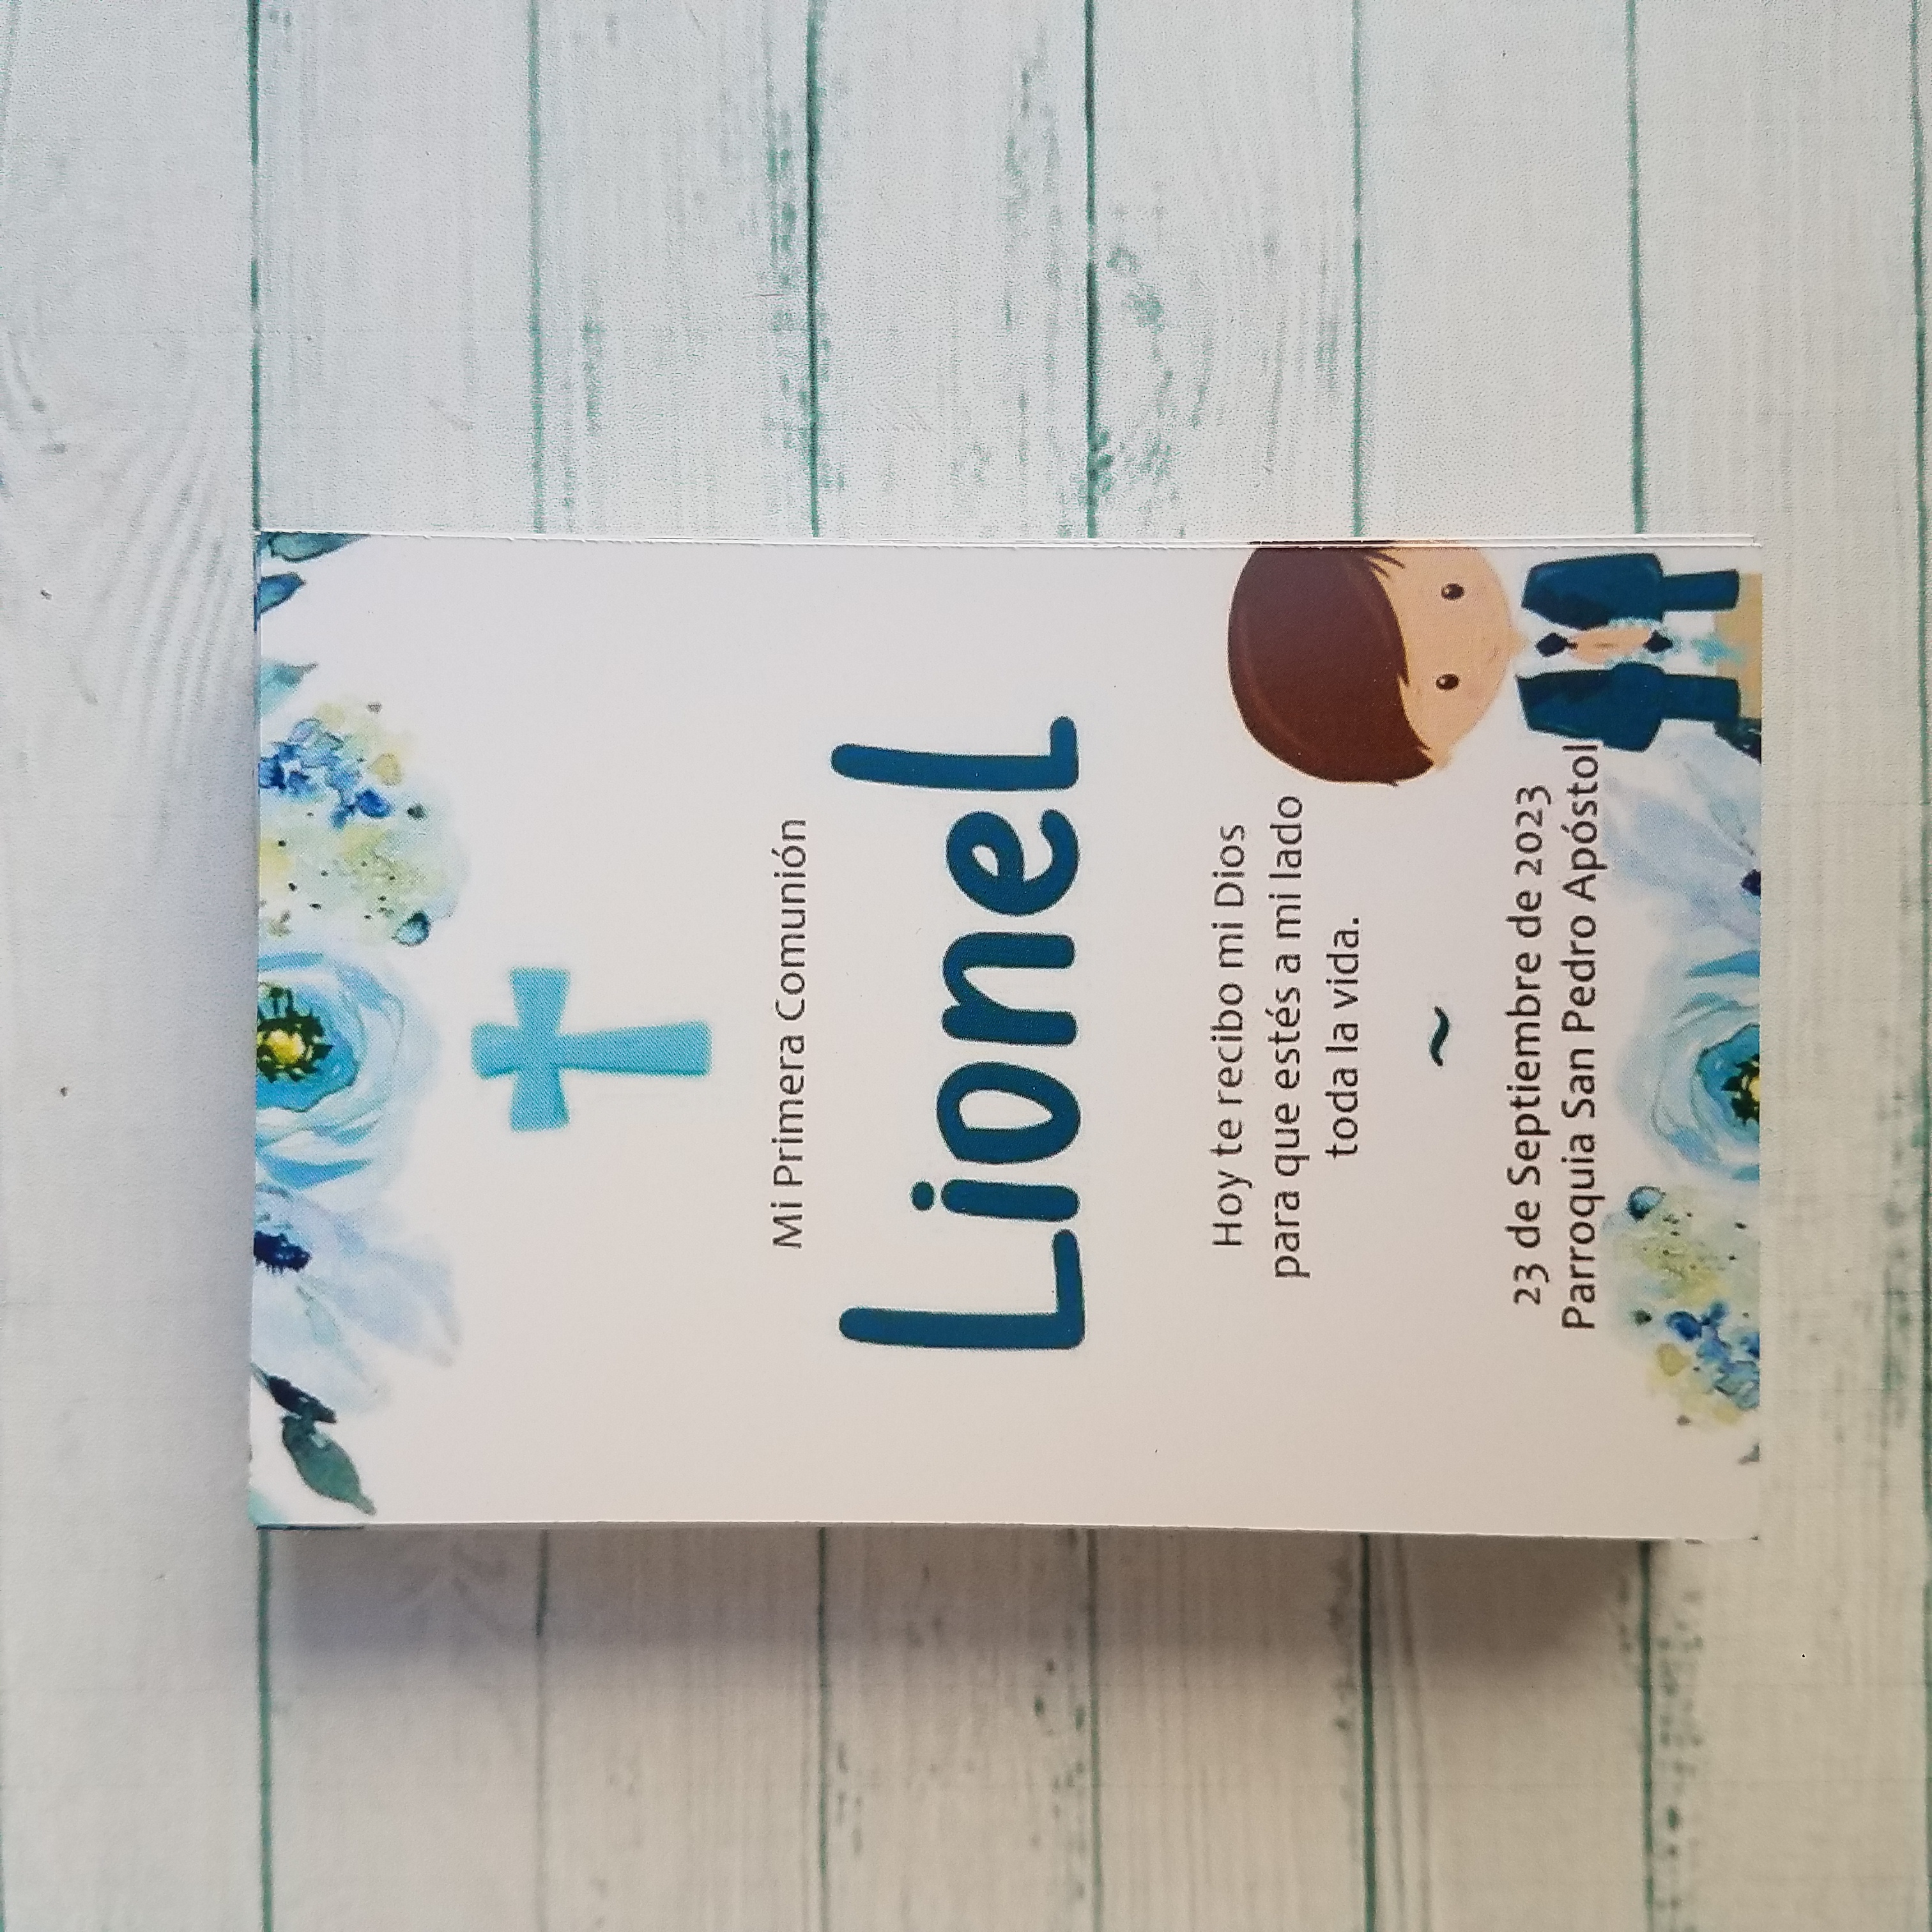 Mi Primera Comunión
Lionel
Hoy te recibo mi Dios
para que estés a mi lado
toda la vida.
~
23 de Septiembre de 2023
Parroquia San Pedro Apóstol